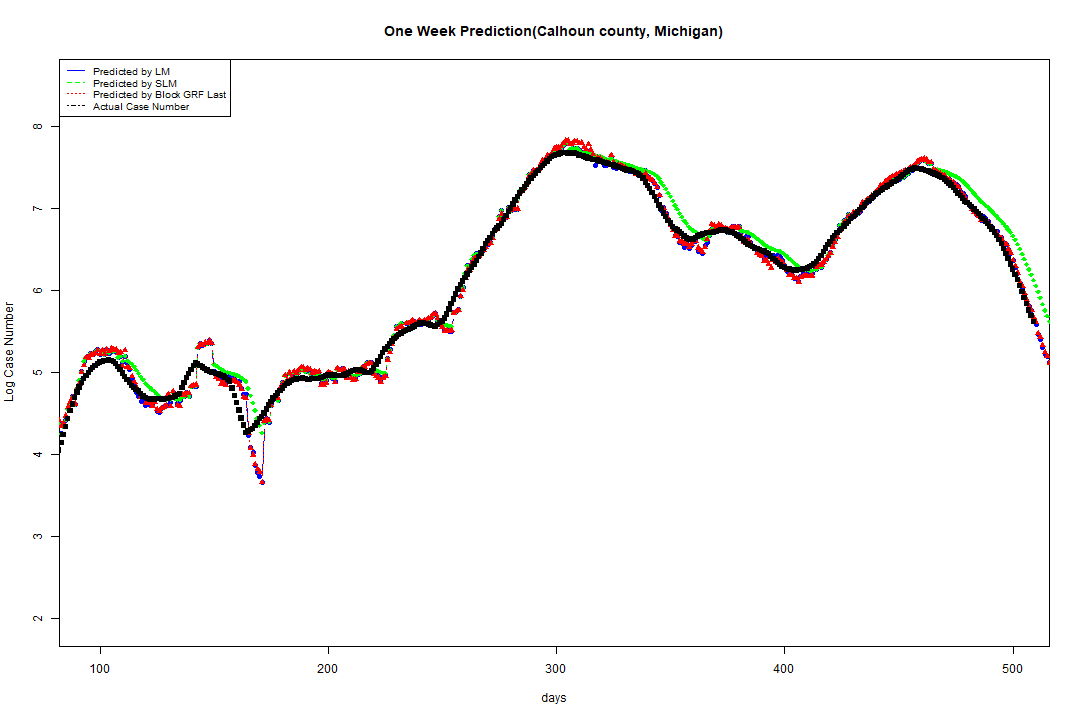 One Week Prediction(Calhoun county, Michigan)
Predicted by LM
Predicted by SLM
Predicted by Block GRF Last
Actual Case Number
8
7
6
5
4
3
2
Log Case Number
100 200 300 400 500
days